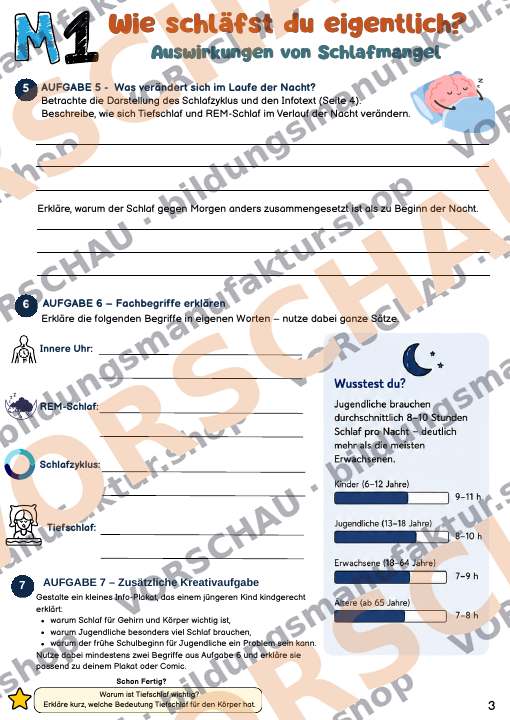 M1 Wie schläfst du eigentlich?
Auswirkungen von Schlafmangel
5 AUFGABE 5 - Was verändert sich im Laufe der Nacht?
Betrachte die Darstellung des Schlafzyklus und den Infotext (Seite 4).
Beschreibe, wie sich Tiefschlaf und REM-Schlaf im Verlauf der Nacht verändern.
Erkläre, warum der Schlaf gegen Morgen anders zusammengesetzt ist als zu Beginn der Nacht.
6 AUFGABE 6 – Fachbegriffe erklären
Erkläre die folgenden Begriffe in eigenen Worten – nutze dabei ganze Sätze.
Innere Uhr:
REM-Schlaf:
Schlafzyklus:
Tiefschlaf:
Wusstest du?
Jugendliche brauchen
durchschnittlich 8–10 Stunden
Schlaf pro Nacht – deutlich
mehr als die meisten
Erwachsenen.
Kinder (6–12 Jahre)
9–11 h
Jugendliche (13–18 Jahre)
8–10 h
Erwachsene (18–64 Jahre)
7–9 h
Ältere (ab 65 Jahre)
7–8 h
7 AUFGABE 7 – Zusätzliche Kreativaufgabe
Gestalte ein kleines Info-Plakat, das einem jüngeren Kind kindgerecht
erklärt:
• warum Schlaf für Gehirn und Körper wichtig ist,
• warum Jugendliche besonders viel Schlaf brauchen,
• warum der frühe Schulbeginn für Jugendliche ein Problem sein kann.
Nutze dabei mindestens zwei Begriffe aus Aufgabe 6 und erkläre sie
passend zu deinem Plakat oder Comic.
Schon Fertig?
Warum ist Tiefschlaf wichtig?
Erkläre kurz, welche Bedeutung Tiefschlaf für den Körper hat.
3
VORSCHAU · bildungsmanufaktur.shop
VORSCHAU